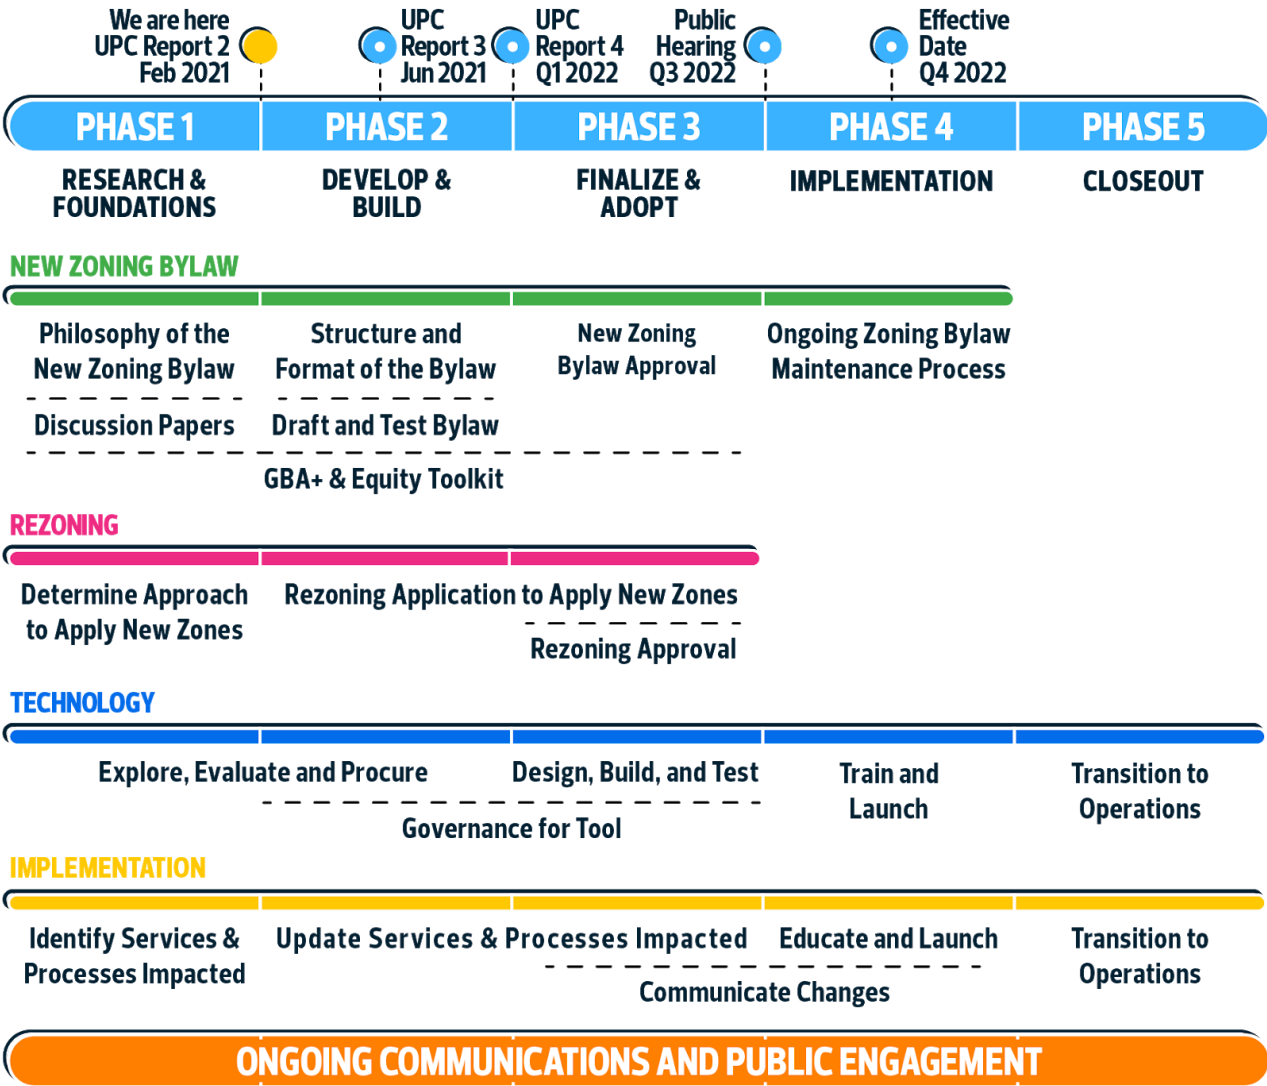 We are here
UPC Report 2
Feb 2021
UPC
Report 3
Jun 2021
UPC
Report 4
Q1 2022
Public
Hearing
Q3 2022
Effective
Date
Q4 2022
PHASE 1
PHASE 2
PHASE 3
PHASE 4
PHASE 5
RESEARCH &
FOUNDATIONS
DEVELOP &
BUILD
FINALIZE &
ADOPT
IMPLEMENTATION
CLOSEOUT
NEW ZONING BYLAW
Philosophy of the
New Zoning Bylaw
Discussion Papers
Structure and
Format of the Bylaw
Draft and Test Bylaw
New Zoning
Bylaw Approval
Ongoing Zoning Bylaw
Maintenance Process
GBA+ & Equity Toolkit
REZONING
Determine Approach
to Apply New Zones
Rezoning Application to Apply New Zones
Rezoning Approval
TECHNOLOGY
Explore, Evaluate and Procure
Design, Build, and Test
Governance for Tool
Train and
Launch
Transition to
Operations
IMPLEMENTATION
Identify Services &
Processes Impacted
Update Services & Processes Impacted
Educate and Launch
Communicate Changes
Transition to
Operations
ONGOING COMMUNICATIONS AND PUBLIC ENGAGEMENT